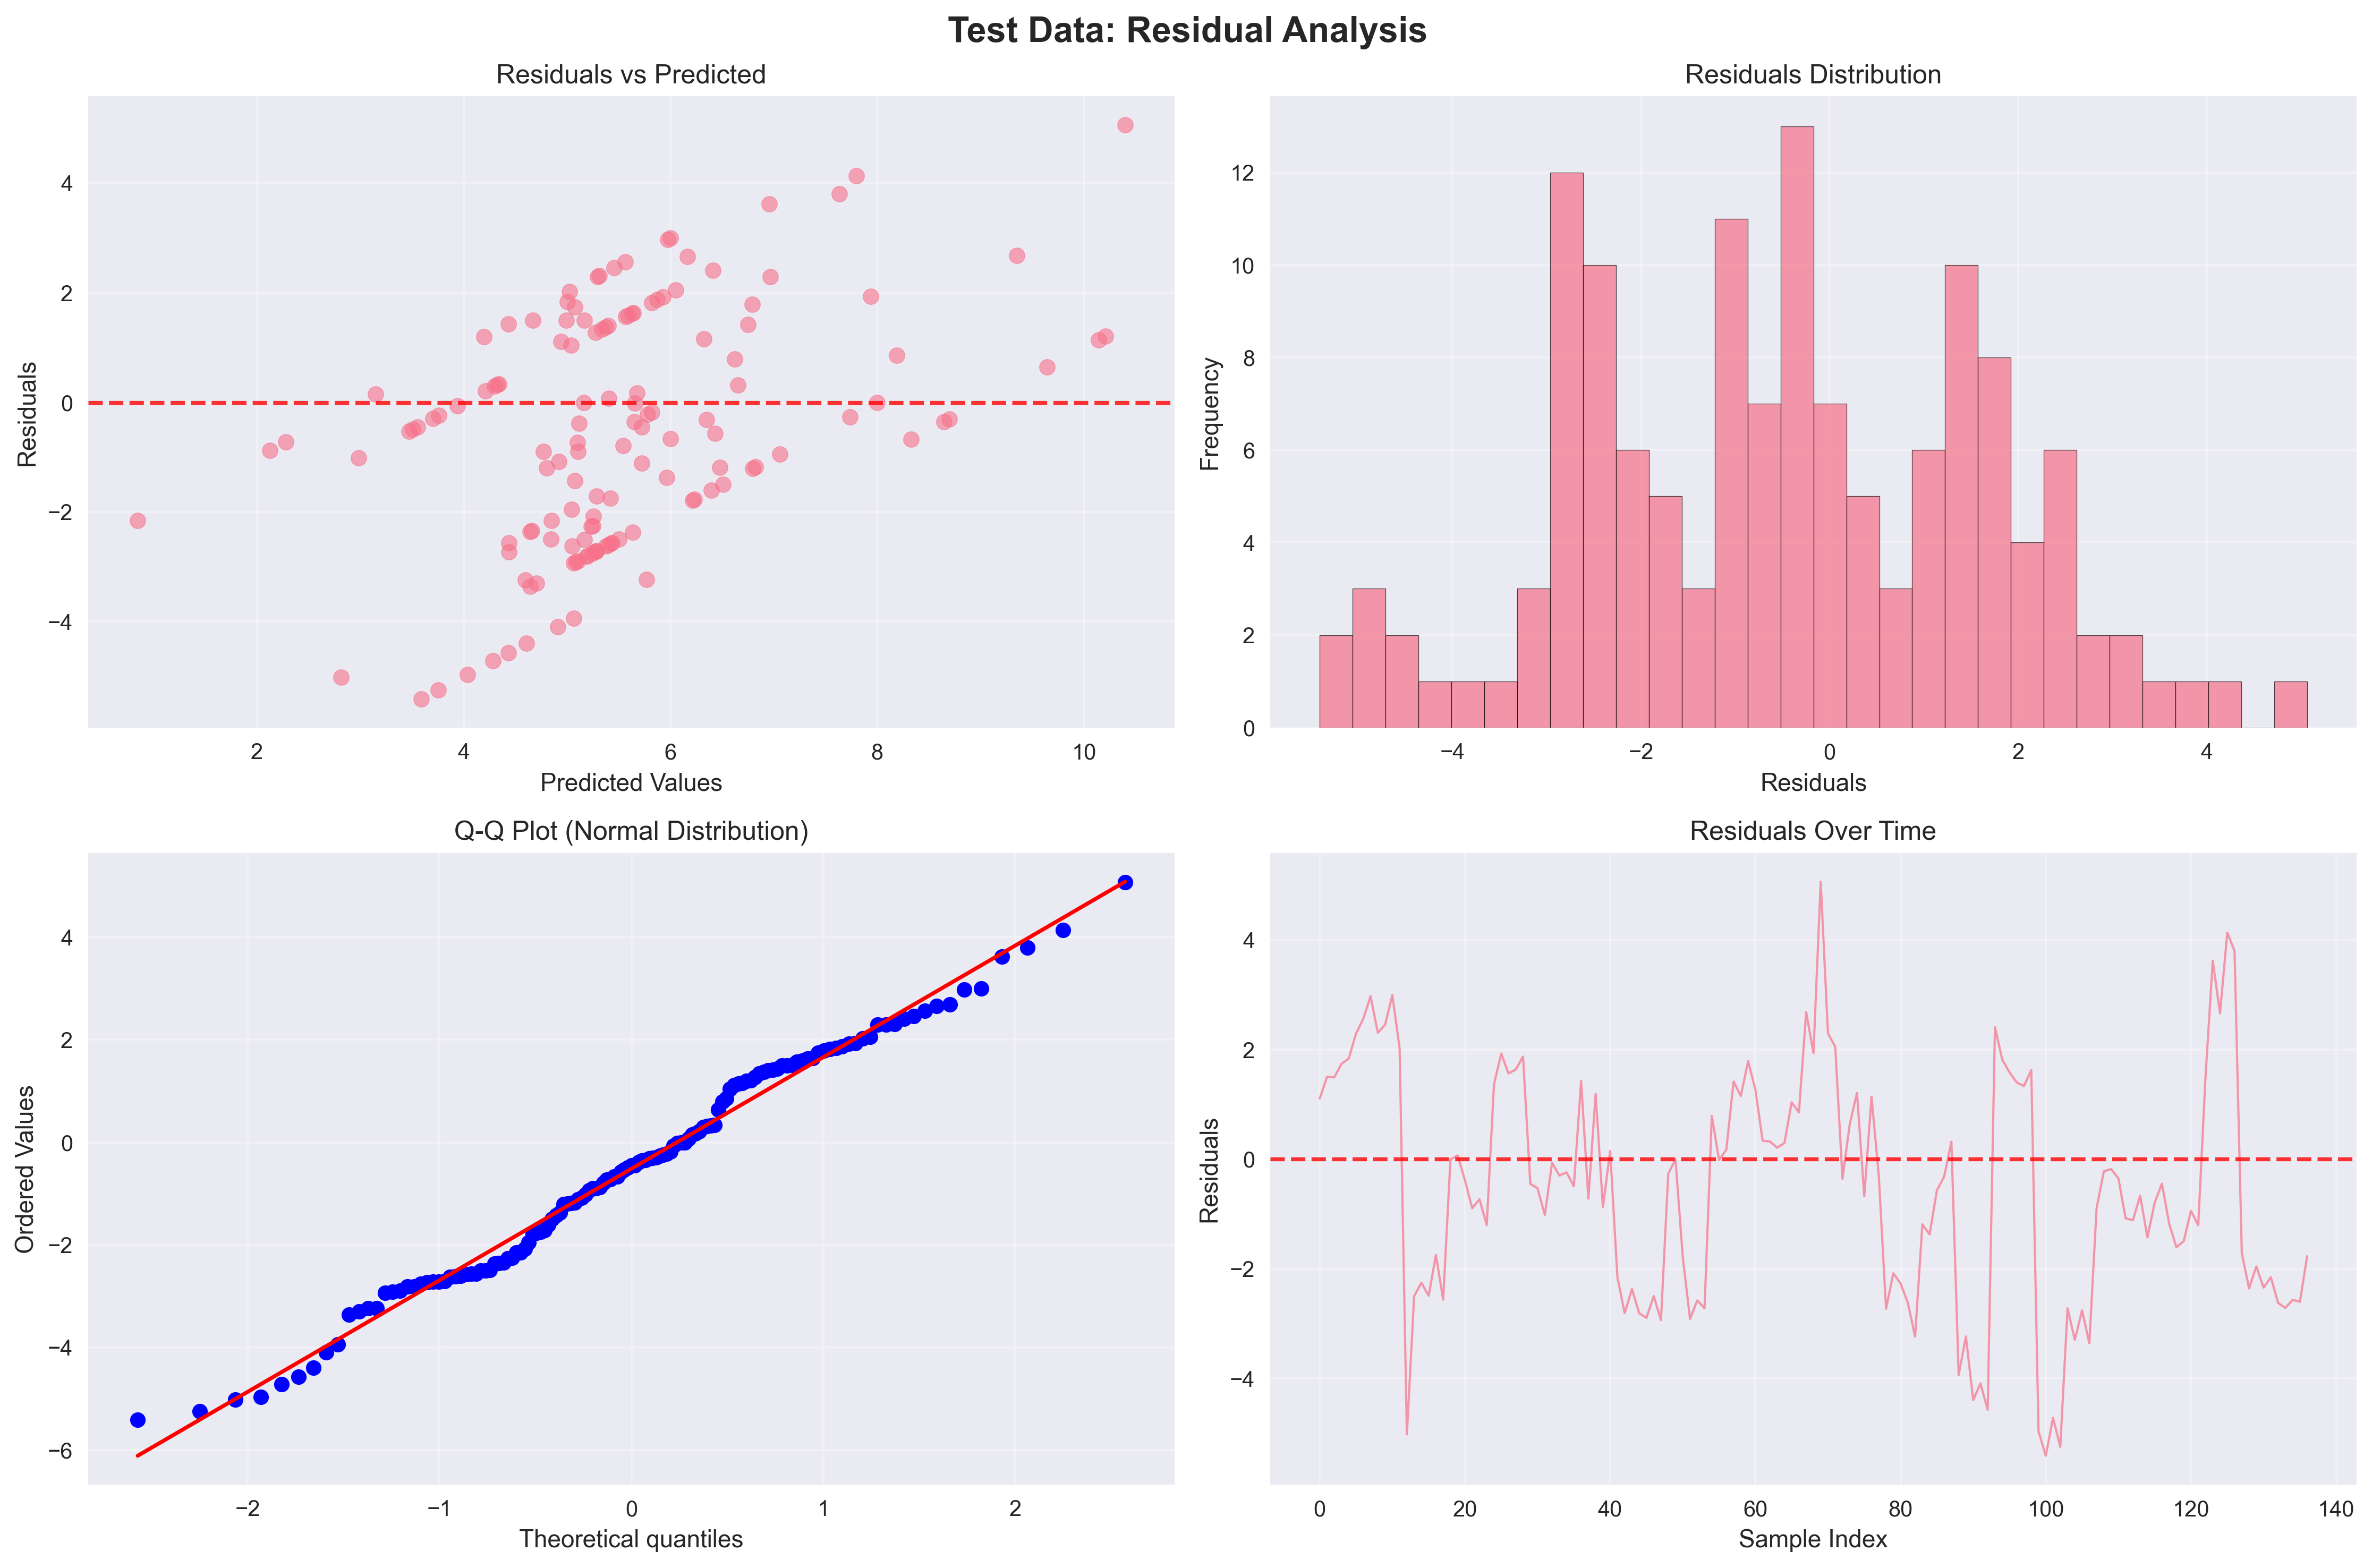 Test Data: Residual Analysis
Residuals vs Predicted
Residuals
4
2
0
−2
−4
2 4 6 8 10
Predicted Values
Residuals Distribution
Frequency
12
10
8
6
4
2
0
−4 −2 0 2 4
Residuals
Q-Q Plot (Normal Distribution)
Ordered Values
4
2
0
−2
−4
−6
−2 −1 0 1 2
Theoretical quantiles
Residuals Over Time
Residuals
4
2
0
−2
−4
0 20 40 60 80 100 120 140
Sample Index